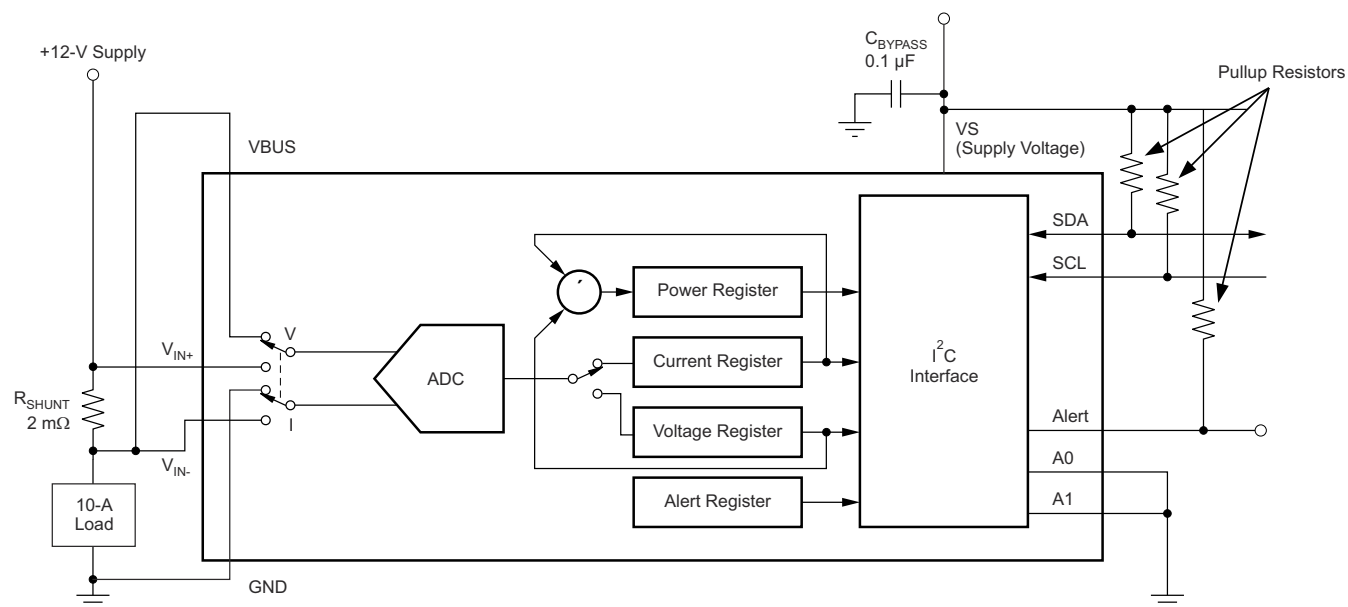 +12-V Supply
C_BYPASS
0.1 µF
Pullup Resistors
VBUS
VS
(Supply Voltage)
SDA
SCL
Power Register
´
V
V_IN+
ADC
Current Register
I²C
Interface
R_SHUNT
2 mΩ
I
Voltage Register
Alert
V_IN-
A0
10-A
Load
Alert Register
A1
GND